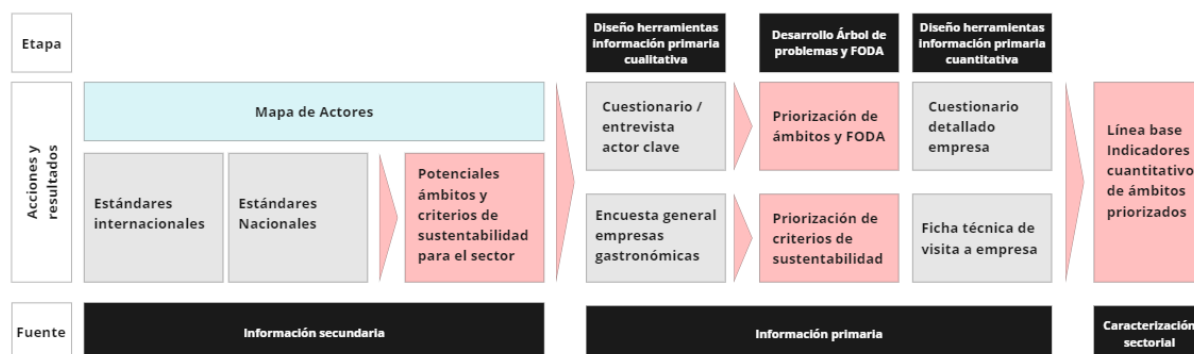 Etapa
Diseño herramientas
información primaria
cualitativa
Desarrollo Árbol de
problemas y FODA
Diseño herramientas
información primaria
cuantitativa
Acciones y
resultados
Mapa de Actores
Estándares
internacionales
Estándares
Nacionales
Potenciales
ámbitos y
criterios de
sustentabilidad
para el sector
Cuestionario /
entrevista
actor clave
Encuesta general
empresas
gastronómicas
Priorización de
ámbitos y FODA
Priorización de
criterios de
sustentabilidad
Cuestionario
detallado
empresa
Ficha técnica de
visita a empresa
Línea base
Indicadores
cuantitativo
de ámbitos
priorizados
Fuente
Información secundaria
Información primaria
Caracterización
sectorial